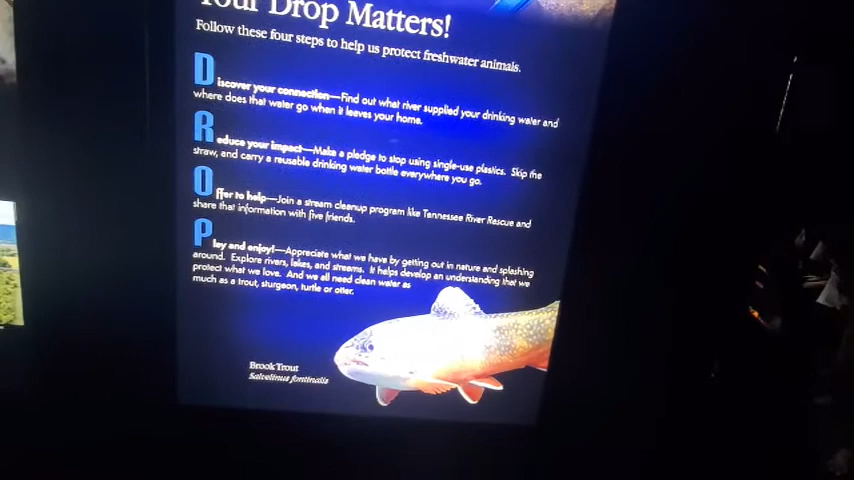 Your Drop Matters!
Follow these four steps to help us protect freshwater animals.
Discover your connection—Find out what river supplied your drinking water and
where does that water go when it leaves your home.
Reduce your impact—Make a pledge to stop using single-use plastics. Skip the
straw, and carry a reusable drinking water bottle everywhere you go.
Offer to help—Join a stream cleanup program like Tennessee River Rescue and
share that information with five friends.
Play and enjoy!—Appreciate what we have by getting out in nature and splashing
around. Explore rivers, lakes, and streams. It helps develop an understanding that we
protect what we love. And we all need clean water as
much as a trout, sturgeon, turtle or otter.
Brook Trout
Salvelinus fontinalis